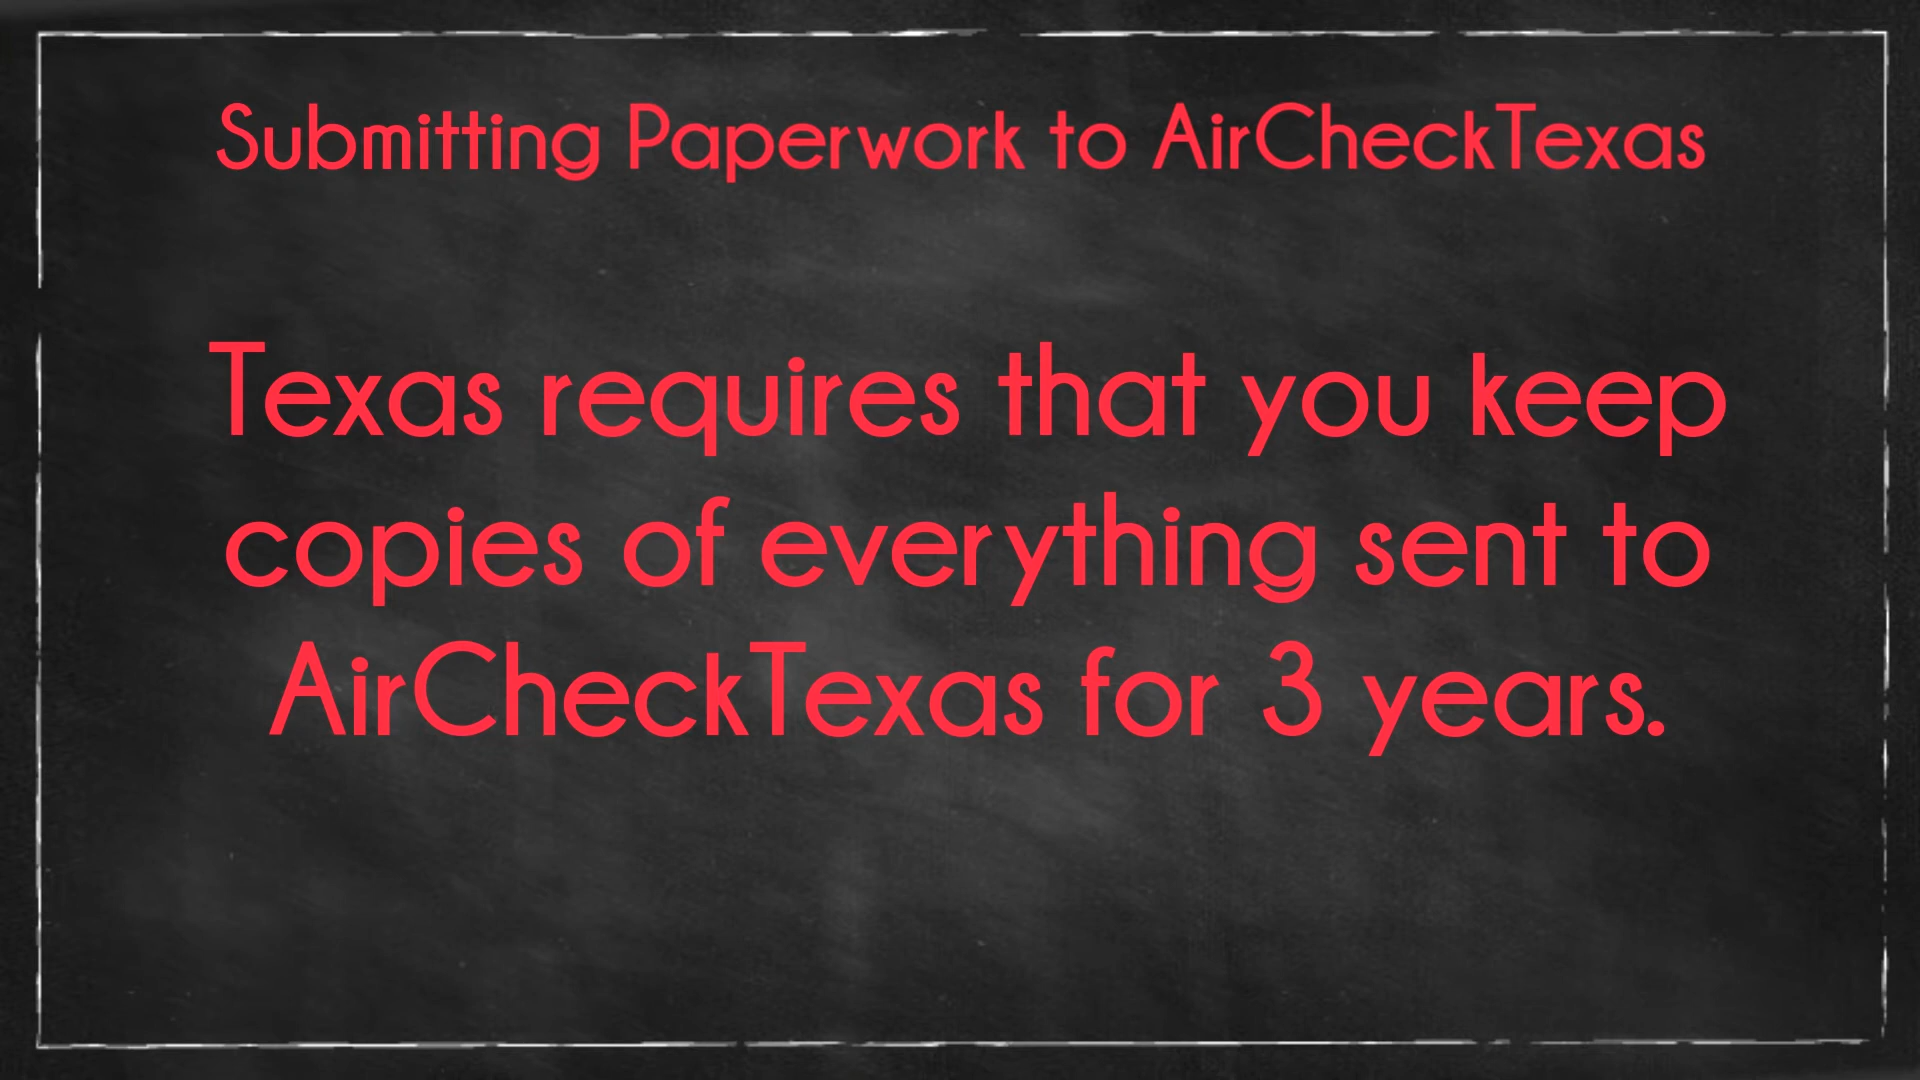 Submitting Paperwork to AirCheckTexas
Texas requires that you keep
copies of everything sent to
AirCheckTexas for 3 years.